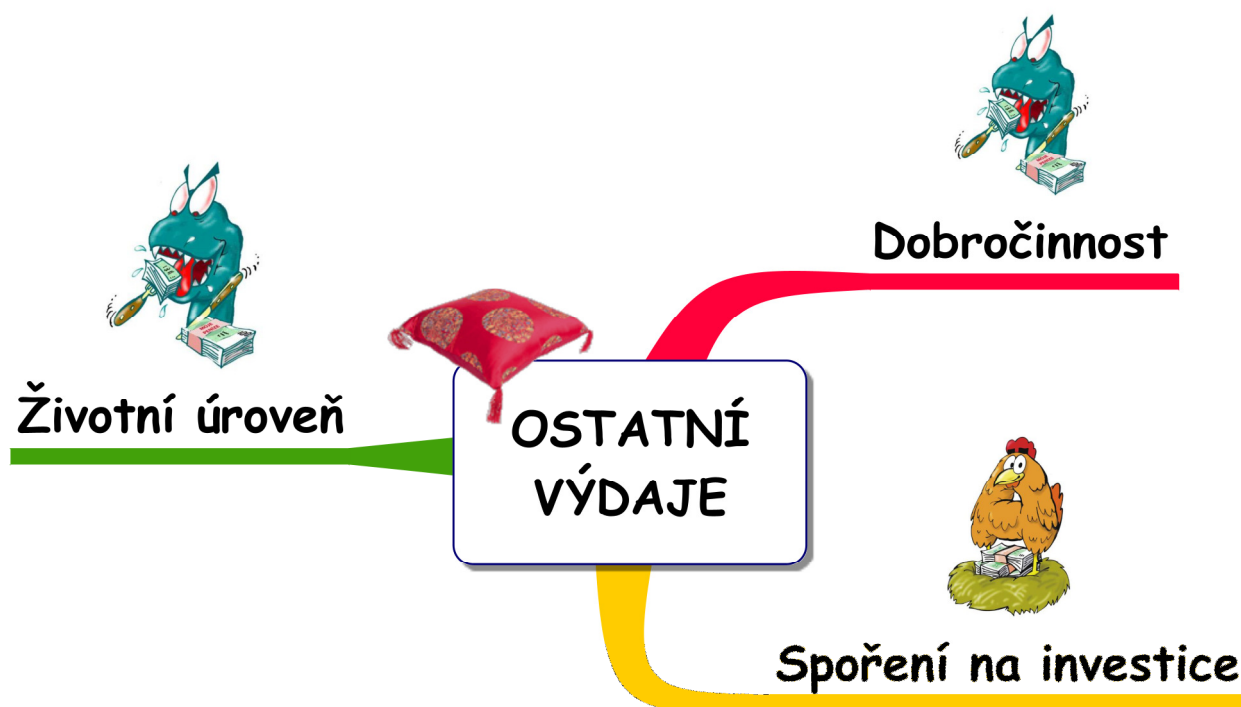 Dobročinnost
Životní úroveň
OSTATNÍ
VÝDAJE
Spoření na investice